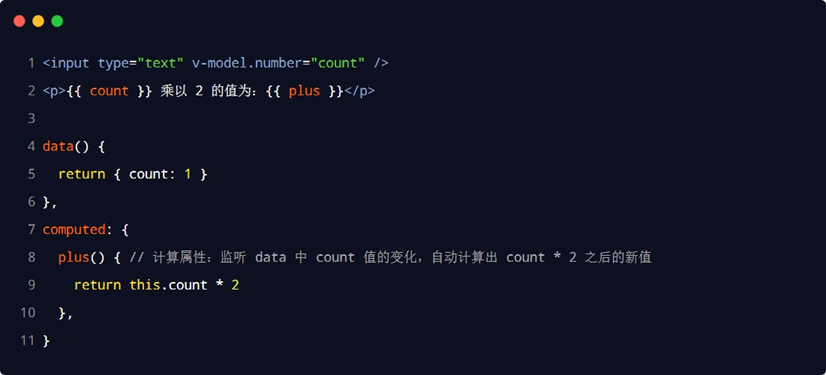 1 <input type="text" v-model.number="count" />
2 <p>{{ count }} 乘以 2 的值为：{{ plus }}</p>
3
4 data() {
5   return { count: 1 }
6 },
7 computed: {
8   plus() { // 计算属性：监听 data 中 count 值的变化，自动计算出 count * 2 之后的新值
9     return this.count * 2
10   },
11 }